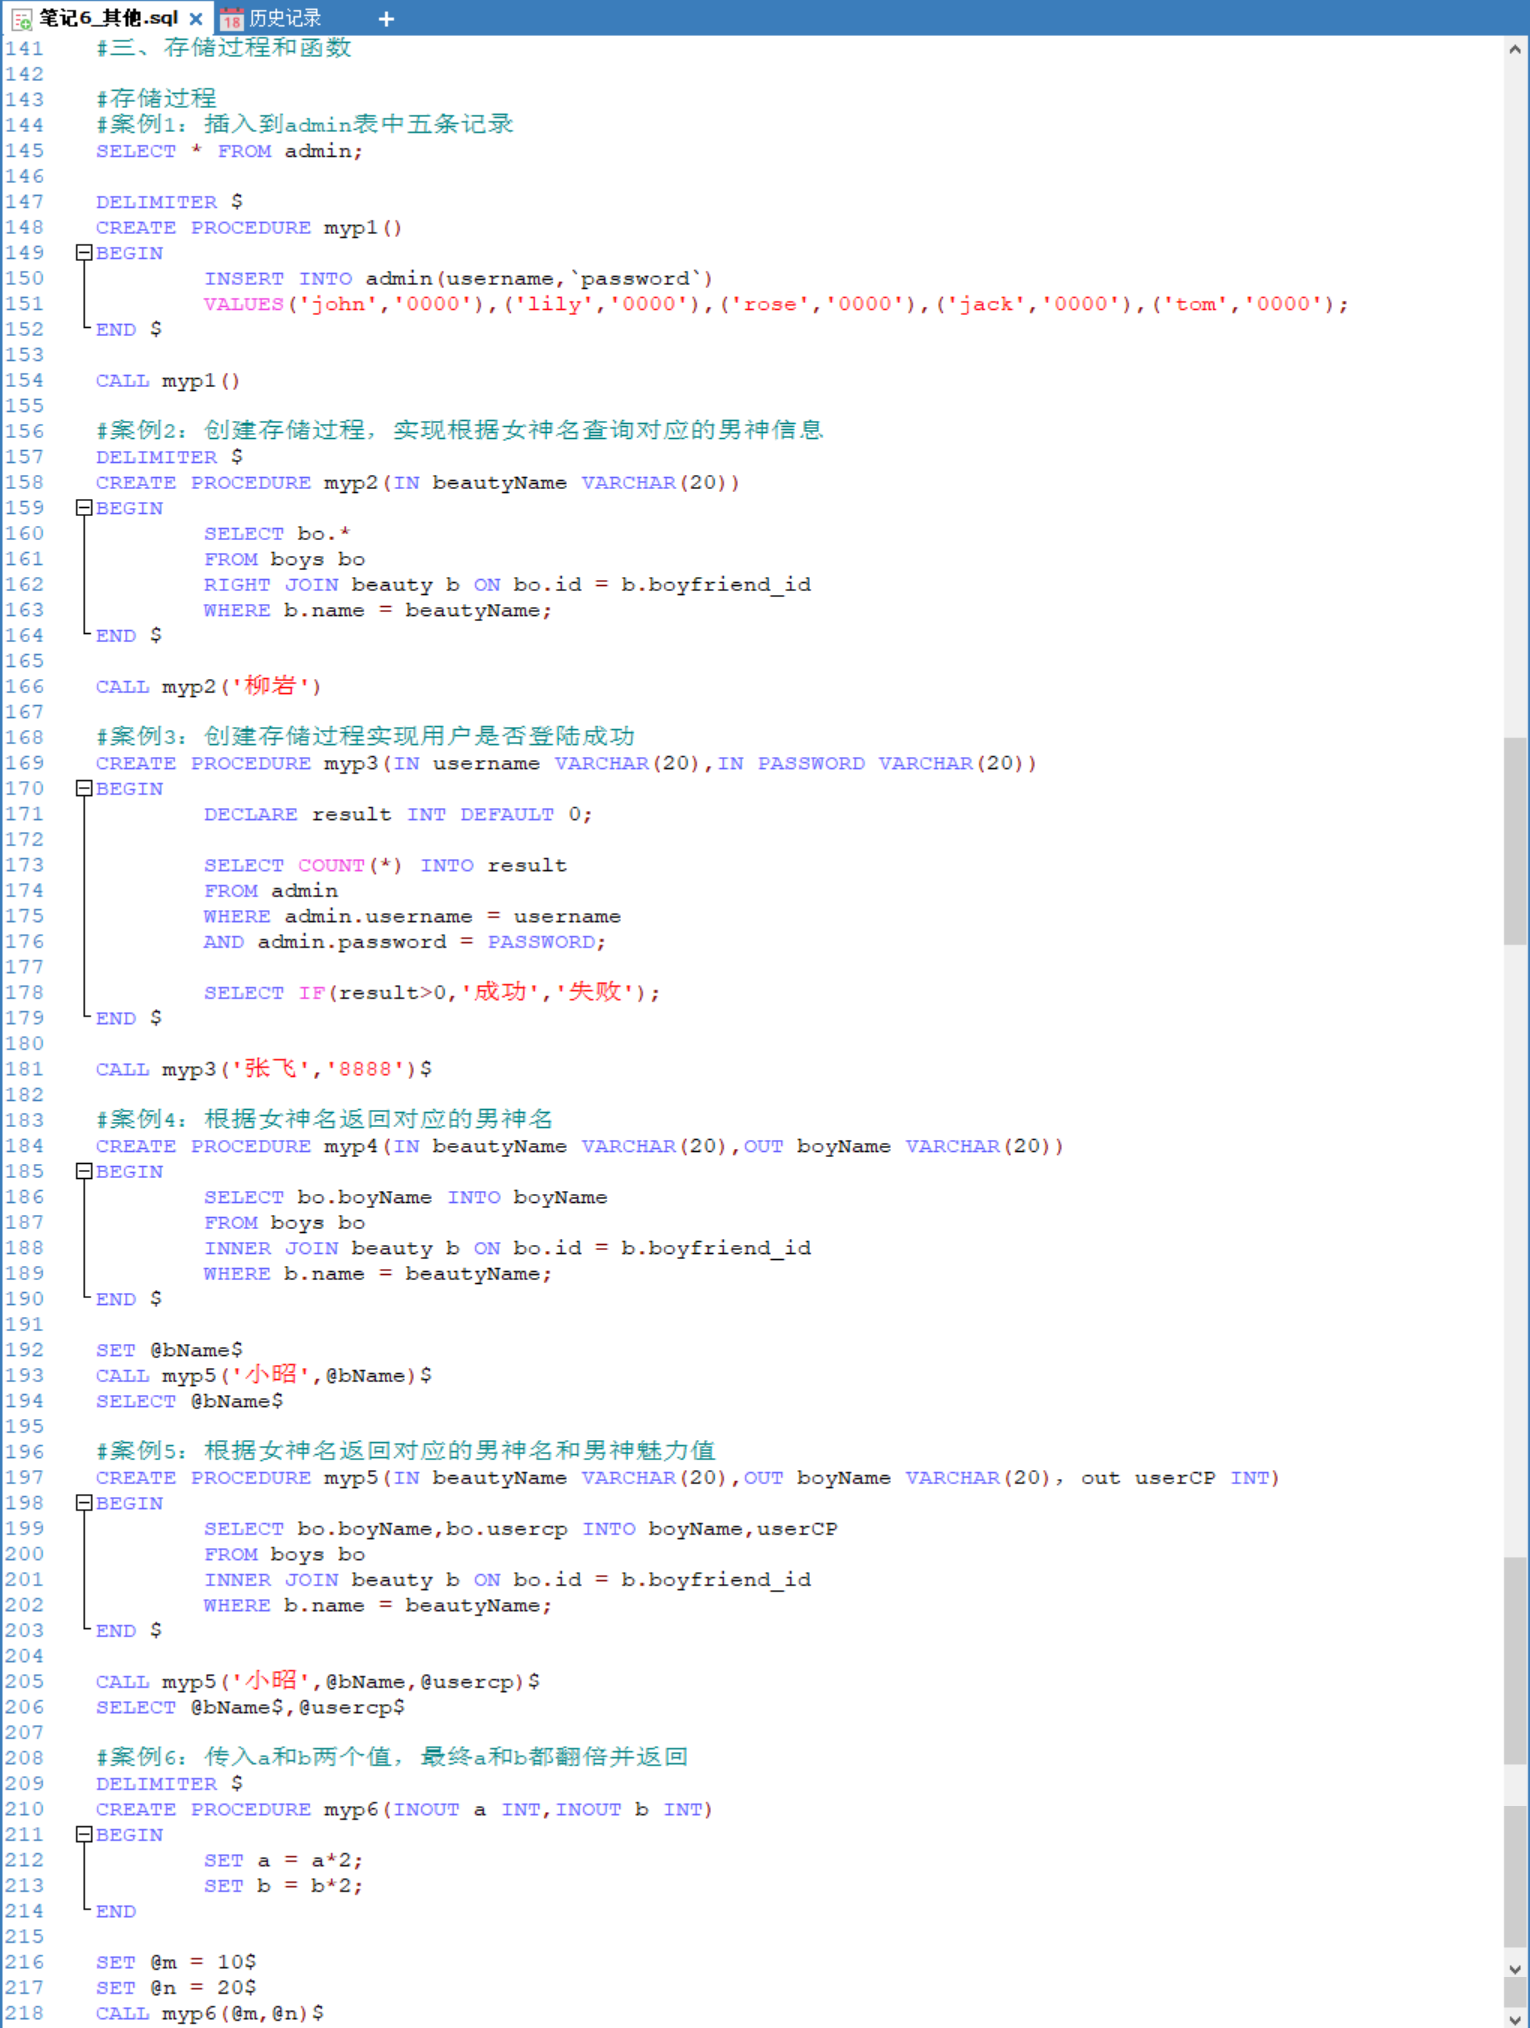 笔记6_其他.sql × 18 历史记录 +
141 #三、存储过程和函数
142
143 #存储过程
144 #案例1：插入到admin表中五条记录
145 SELECT * FROM admin;
146
147 DELIMITER $
148 CREATE PROCEDURE myp1()
149 BEGIN
150 INSERT INTO admin(username,`password`)
151 VALUES('john','0000'),('lily','0000'),('rose','0000'),('jack','0000'),('tom','0000');
152 END $
153
154 CALL myp1()
155
156 #案例2：创建存储过程，实现根据女神名查询对应的男神信息
157 DELIMITER $
158 CREATE PROCEDURE myp2(IN beautyName VARCHAR(20))
159 BEGIN
160 SELECT bo.*
161 FROM boys bo
162 RIGHT JOIN beauty b ON bo.id = b.boyfriend_id
163 WHERE b.name = beautyName;
164 END $
165
166 CALL myp2('柳岩')
167
168 #案例3：创建存储过程实现用户是否登陆成功
169 CREATE PROCEDURE myp3(IN username VARCHAR(20),IN PASSWORD VARCHAR(20))
170 BEGIN
171 DECLARE result INT DEFAULT 0;
172
173 SELECT COUNT(*) INTO result
174 FROM admin
175 WHERE admin.username = username
176 AND admin.password = PASSWORD;
177
178 SELECT IF(result>0,'成功','失败');
179 END $
180
181 CALL myp3('张飞','8888')$
182
183 #案例4：根据女神名返回对应的男神名
184 CREATE PROCEDURE myp4(IN beautyName VARCHAR(20),OUT boyName VARCHAR(20))
185 BEGIN
186 SELECT bo.boyName INTO boyName
187 FROM boys bo
188 INNER JOIN beauty b ON bo.id = b.boyfriend_id
189 WHERE b.name = beautyName;
190 END $
191
192 SET @bName$
193 CALL myp5('小昭',@bName)$
194 SELECT @bName$
195
196 #案例5：根据女神名返回对应的男神名和男神魅力值
197 CREATE PROCEDURE myp5(IN beautyName VARCHAR(20),OUT boyName VARCHAR(20)，out userCP INT)
198 BEGIN
199 SELECT bo.boyName,bo.usercp INTO boyName,userCP
200 FROM boys bo
201 INNER JOIN beauty b ON bo.id = b.boyfriend_id
202 WHERE b.name = beautyName;
203 END $
204
205 CALL myp5('小昭',@bName,@usercp)$
206 SELECT @bName$,@usercp$
207
208 #案例6：传入a和b两个值，最终a和b都翻倍并返回
209 DELIMITER $
210 CREATE PROCEDURE myp6(INOUT a INT,INOUT b INT)
211 BEGIN
212 SET a = a*2;
213 SET b = b*2;
214 END
215
216 SET @m = 10$
217 SET @n = 20$
218 CALL myp6(@m,@n)$